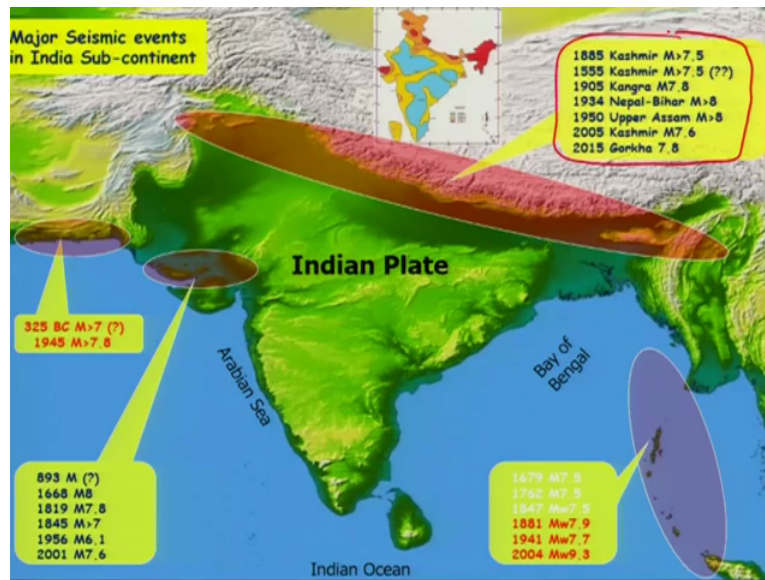 Major Seismic events
in India Sub-continent
1885 Kashmir M>7.5
1555 Kashmir M>7.5 (??)
1905 Kangra M7.8
1934 Nepal-Bihar M>8
1950 Upper Assam M>8
2005 Kashmir M7.6
2015 Gorkha 7.8
Indian Plate
325 BC M>7 (?)
1945 M>7.8
Arabian Sea
Bay of
Bengal
893 M (?)
1668 M8
1819 M7.8
1845 M>7
1956 M6.1
2001 M7.6
1679 M7.5
1762 M7.5
1847 Mw7.5
1881 Mw7.9
1941 Mw7.7
2004 Mw9.3
Indian Ocean